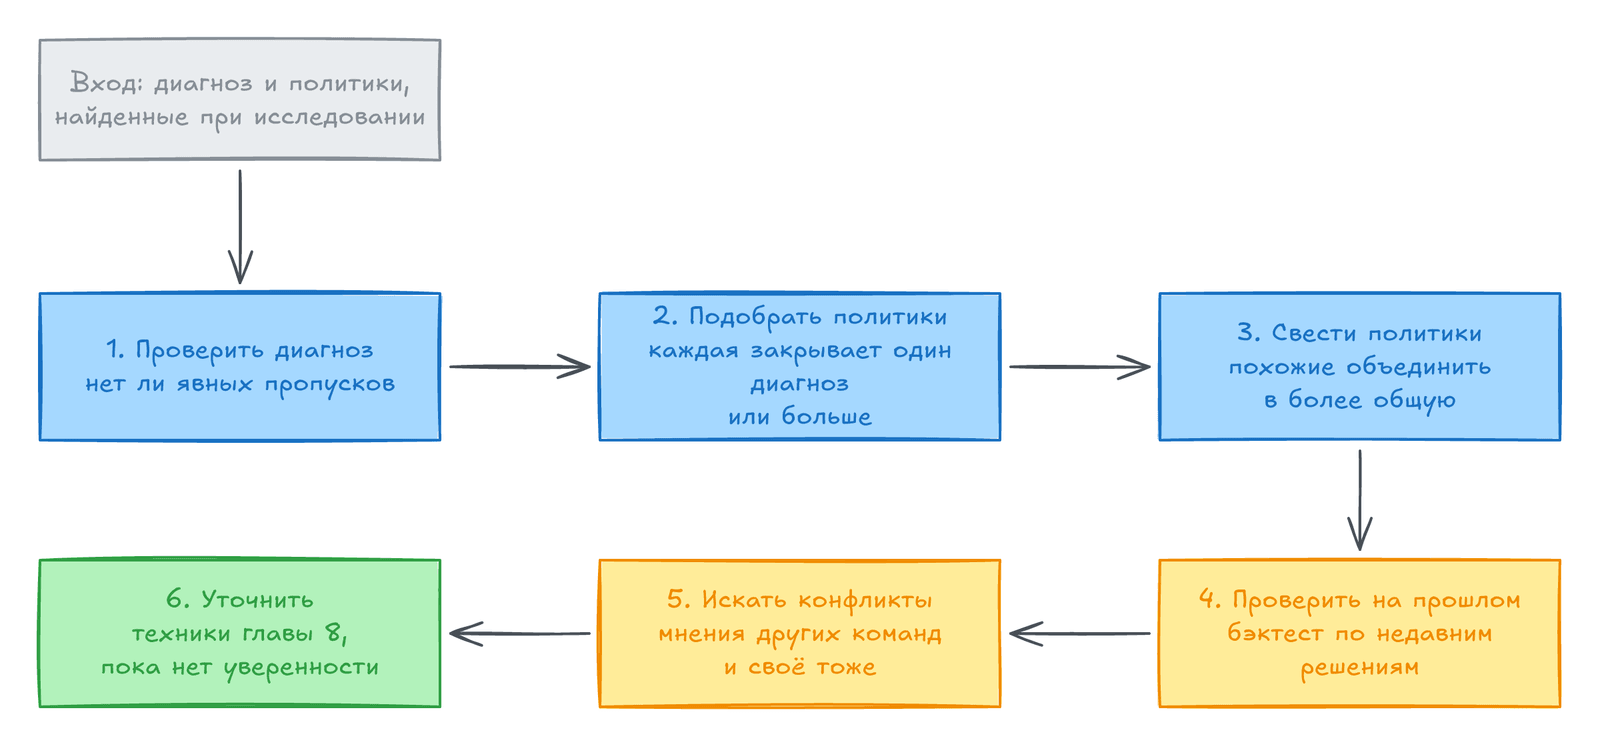 Вход: диагноз и политики,
найденные при исследовании
1. Проверить диагноз
нет ли явных пропусков
2. Подобрать политики
каждая закрывает один
диагноз
или больше
3. Свести политики
похожие объединить
в более общую
4. Проверить на прошлом
бэктест по недавним
решениям
5. Искать конфликты
мнения других команд
и своё тоже
6. Уточнить
техники главы 8,
пока нет уверенности